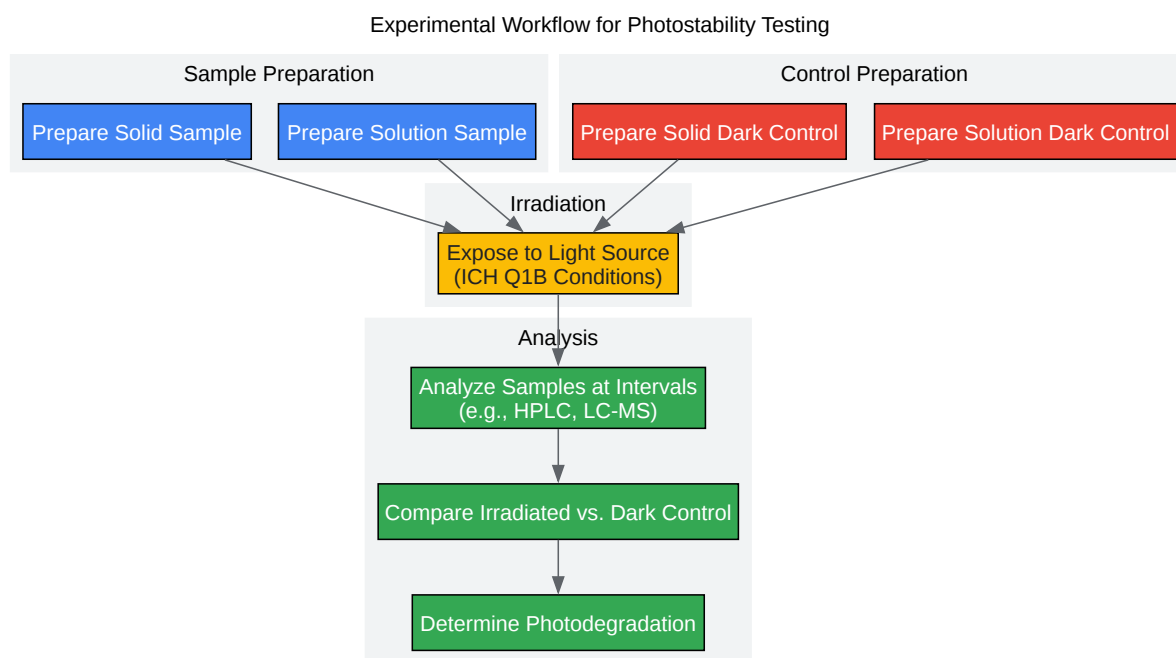 Experimental Workflow for Photostability Testing
Sample Preparation
Control Preparation
Prepare Solid Sample
Prepare Solution Sample
Prepare Solid Dark Control
Prepare Solution Dark Control
Irradiation
Expose to Light Source
(ICH Q1B Conditions)
Analysis
Analyze Samples at Intervals
(e.g., HPLC, LC-MS)
Compare Irradiated vs. Dark Control
Determine Photodegradation